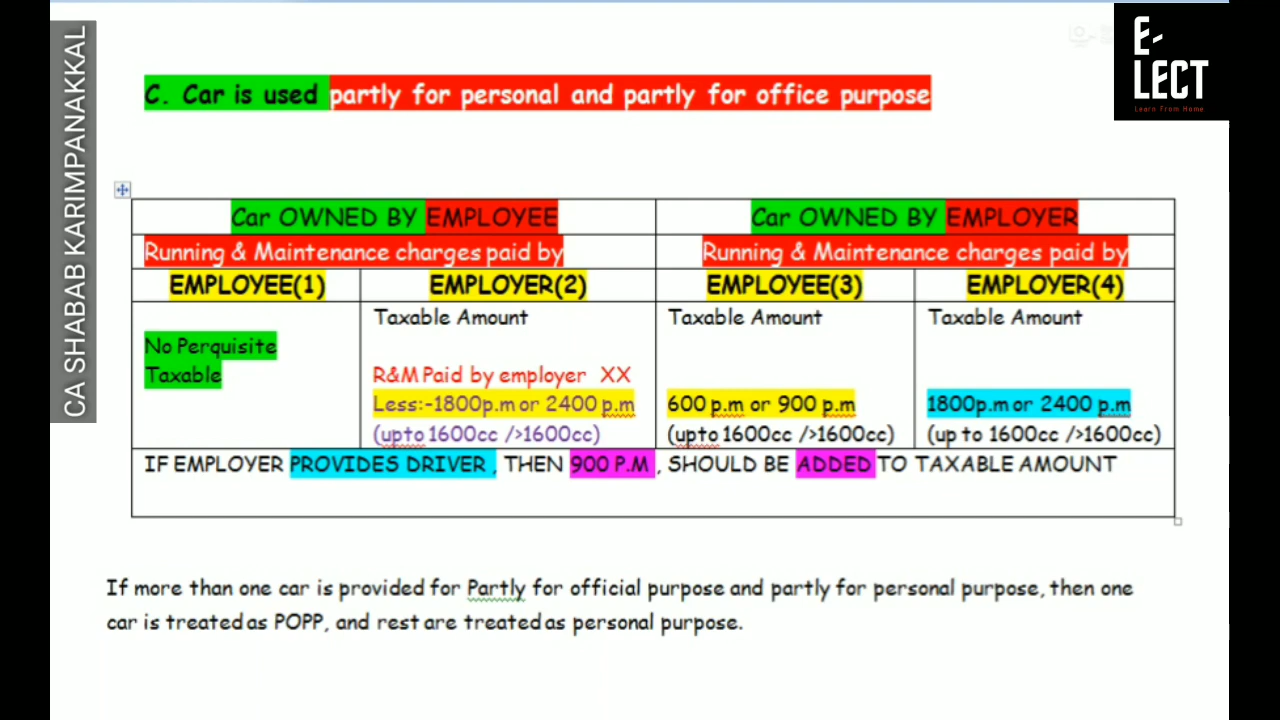 CA SHABAB KARIMPANAKKAL
E-
LECT
Learn From Home
C. Car is used partly for personal and partly for office purpose
Car OWNED BY EMPLOYEE
Car OWNED BY EMPLOYER
Running & Maintenance charges paid by
Running & Maintenance charges paid by
EMPLOYEE(1)
EMPLOYER(2)
EMPLOYEE(3)
EMPLOYER(4)
No Perquisite
Taxable
Taxable Amount
R&M Paid by employer XX
Less:-1800p.m or 2400 p.m
(upto 1600cc />1600cc)
Taxable Amount
600 p.m or 900 p.m
(upto 1600cc />1600cc)
Taxable Amount
1800p.m or 2400 p.m
(up to 1600cc />1600cc)
IF EMPLOYER PROVIDES DRIVER , THEN 900 P.M , SHOULD BE ADDED TO TAXABLE AMOUNT
If more than one car is provided for Partly for official purpose and partly for personal purpose, then one
car is treated as POPP, and rest are treated as personal purpose.